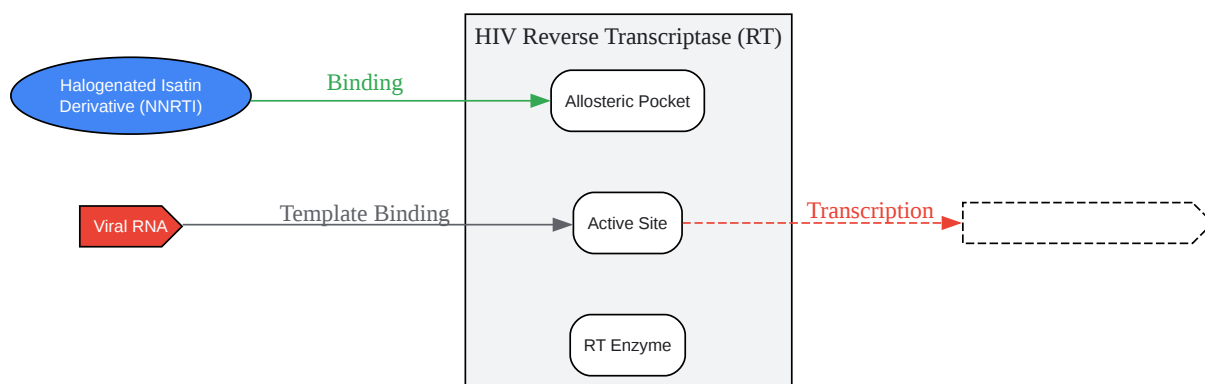 HIV Reverse Transcriptase (RT)
Halogenated Isatin
Derivative (NNRTI)
Binding
Allosteric Pocket
Viral RNA
Template Binding
Active Site
Transcription
RT Enzyme